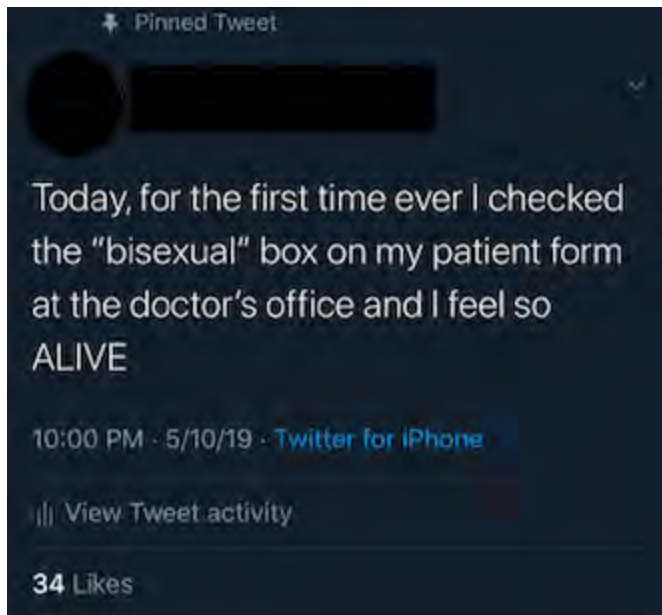 Pinned Tweet
Today, for the first time ever I checked
the “bisexual” box on my patient form
at the doctor’s office and I feel so
ALIVE
10:00 PM · 5/10/19 · Twitter for iPhone
View Tweet activity
34 Likes